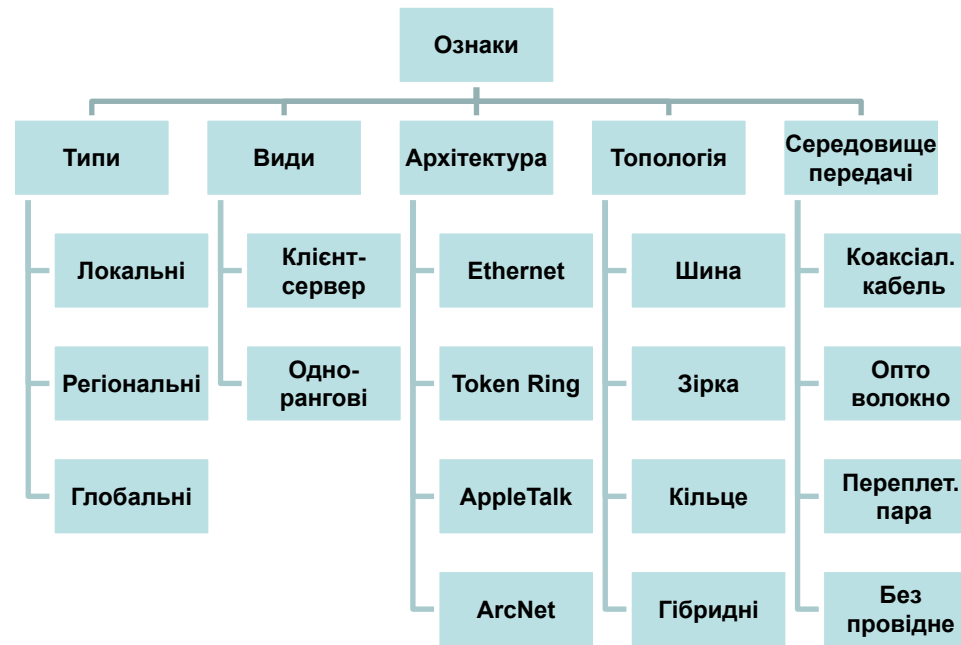 Ознаки
Типи
Види
Архітектура
Топологія
Середовище
передачі
Локальні
Регіональні
Глобальні
Клієнт-
сервер
Одно-
рангові
Ethernet
Token Ring
AppleTalk
ArcNet
Шина
Зірка
Кільце
Гібридні
Коаксіал.
кабель
Опто
волокно
Переплет.
пара
Без
провідне